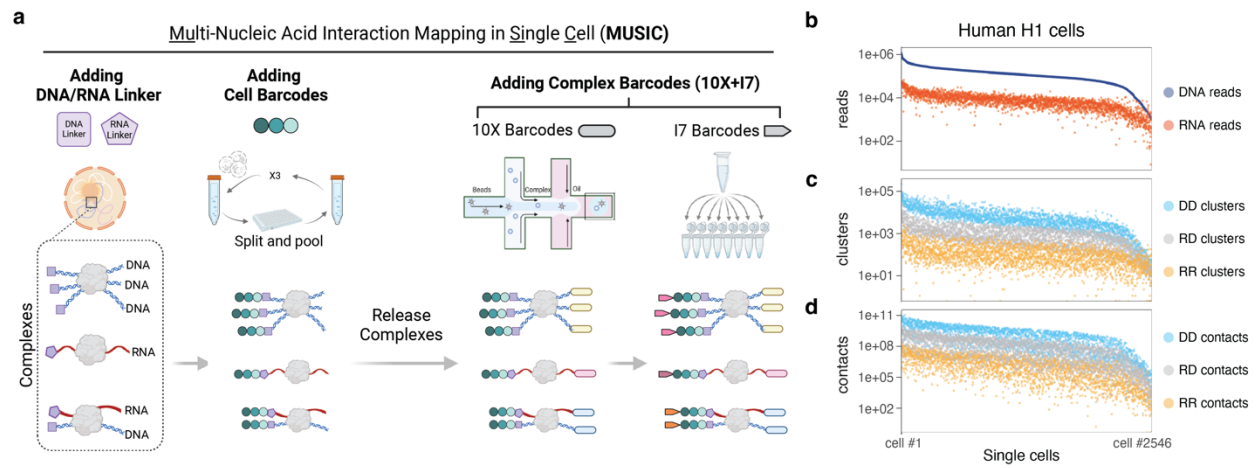 a
Multi-Nucleic Acid Interaction Mapping in Single Cell (MUSIC)
Adding
DNA/RNA Linker
DNA
Linker
RNA
Linker
Adding
Cell Barcodes
X3
Split and pool
Adding Complex Barcodes (10X+I7)
10X Barcodes
I7 Barcodes
Beads
Complex
Oil
Complexes
DNA
DNA
DNA
RNA
RNA
DNA
Release
Complexes
b
Human H1 cells
reads
1e+06
1e+04
1e+02
DNA reads
RNA reads
c
clusters
1e+05
1e+03
1e+01
DD clusters
RD clusters
RR clusters
d
contacts
1e+11
1e+08
1e+05
1e+02
DD contacts
RD contacts
RR contacts
cell #1
cell #2546
Single cells